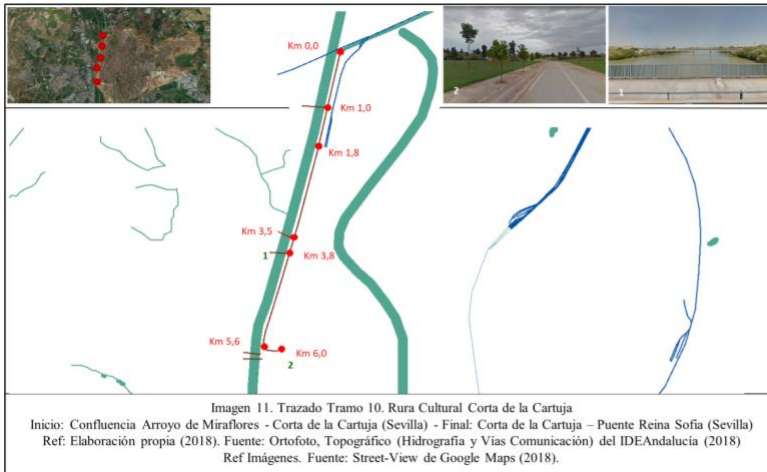 Km 0,0
2
1
Km 1,0
Km 1,8
Km 3,5
1
Km 3,8
Km 5,6
Km 6,0
2
Imagen 11. Trazado Tramo 10. Rura Cultural Corta de la Cartuja
Inicio: Confluencia Arroyo de Miraflores - Corta de la Cartuja (Sevilla) - Final: Corta de la Cartuja – Puente Reina Sofía (Sevilla)
Ref: Elaboración propia (2018). Fuente: Ortofoto, Topográfico (Hidrografía y Vías Comunicación) del IDEAndalucía (2018)
Ref Imágenes. Fuente: Street-View de Google Maps (2018).